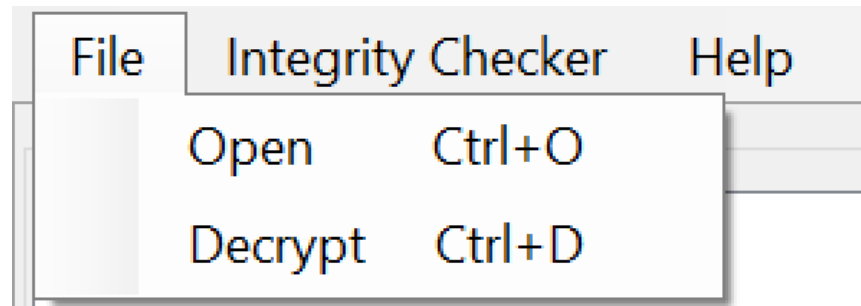 File Integrity Checker Help
Open Ctrl+O
Decrypt Ctrl+D